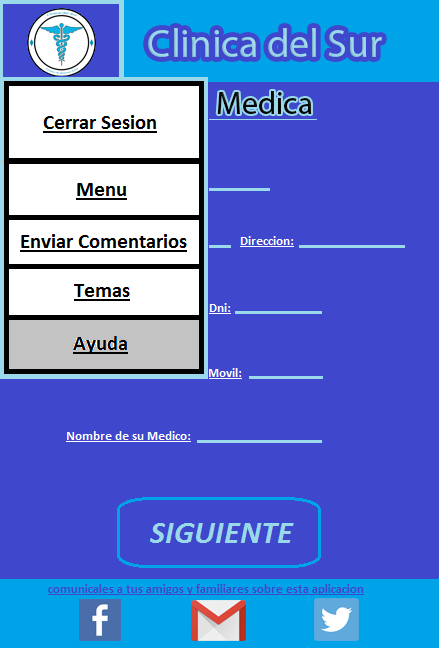 Clinica del Sur
Medica
Cerrar Sesion
Menu
Enviar Comentarios
Direccion:
Temas
Dni:
Ayuda
Movil:
Nombre de su Medico:
SIGUIENTE
comunicales a tus amigos y familiares sobre esta aplicacion